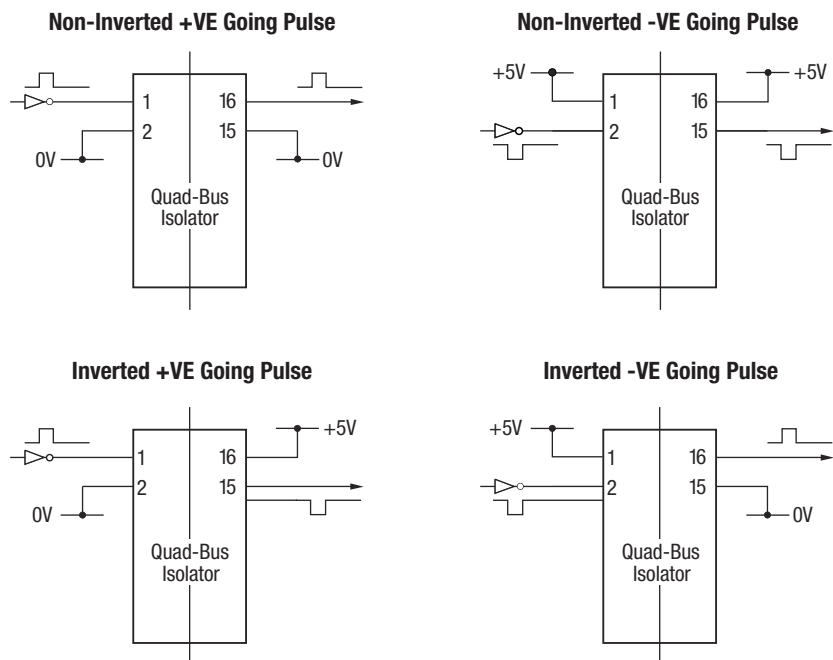 Non-Inverted +VE Going Pulse
1 16
2 15
0V 0V
Quad-Bus
Isolator
Non-Inverted -VE Going Pulse
+5V +5V
1 16
2 15
Quad-Bus
Isolator
Inverted +VE Going Pulse
+5V
1 16
2 15
0V
Quad-Bus
Isolator
Inverted -VE Going Pulse
+5V
1 16
2 15
0V
Quad-Bus
Isolator